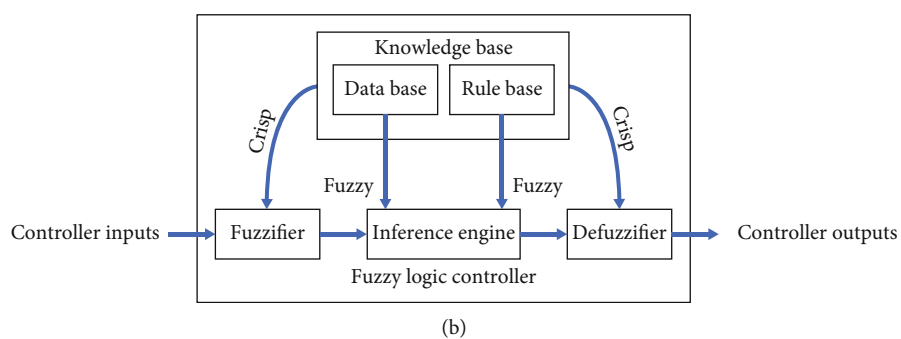 Knowledge base
Data base
Rule base
Crisp
Crisp
Fuzzy
Fuzzy
Controller inputs
Fuzzifier
Inference engine
Defuzzifier
Controller outputs
Fuzzy logic controller
(b)